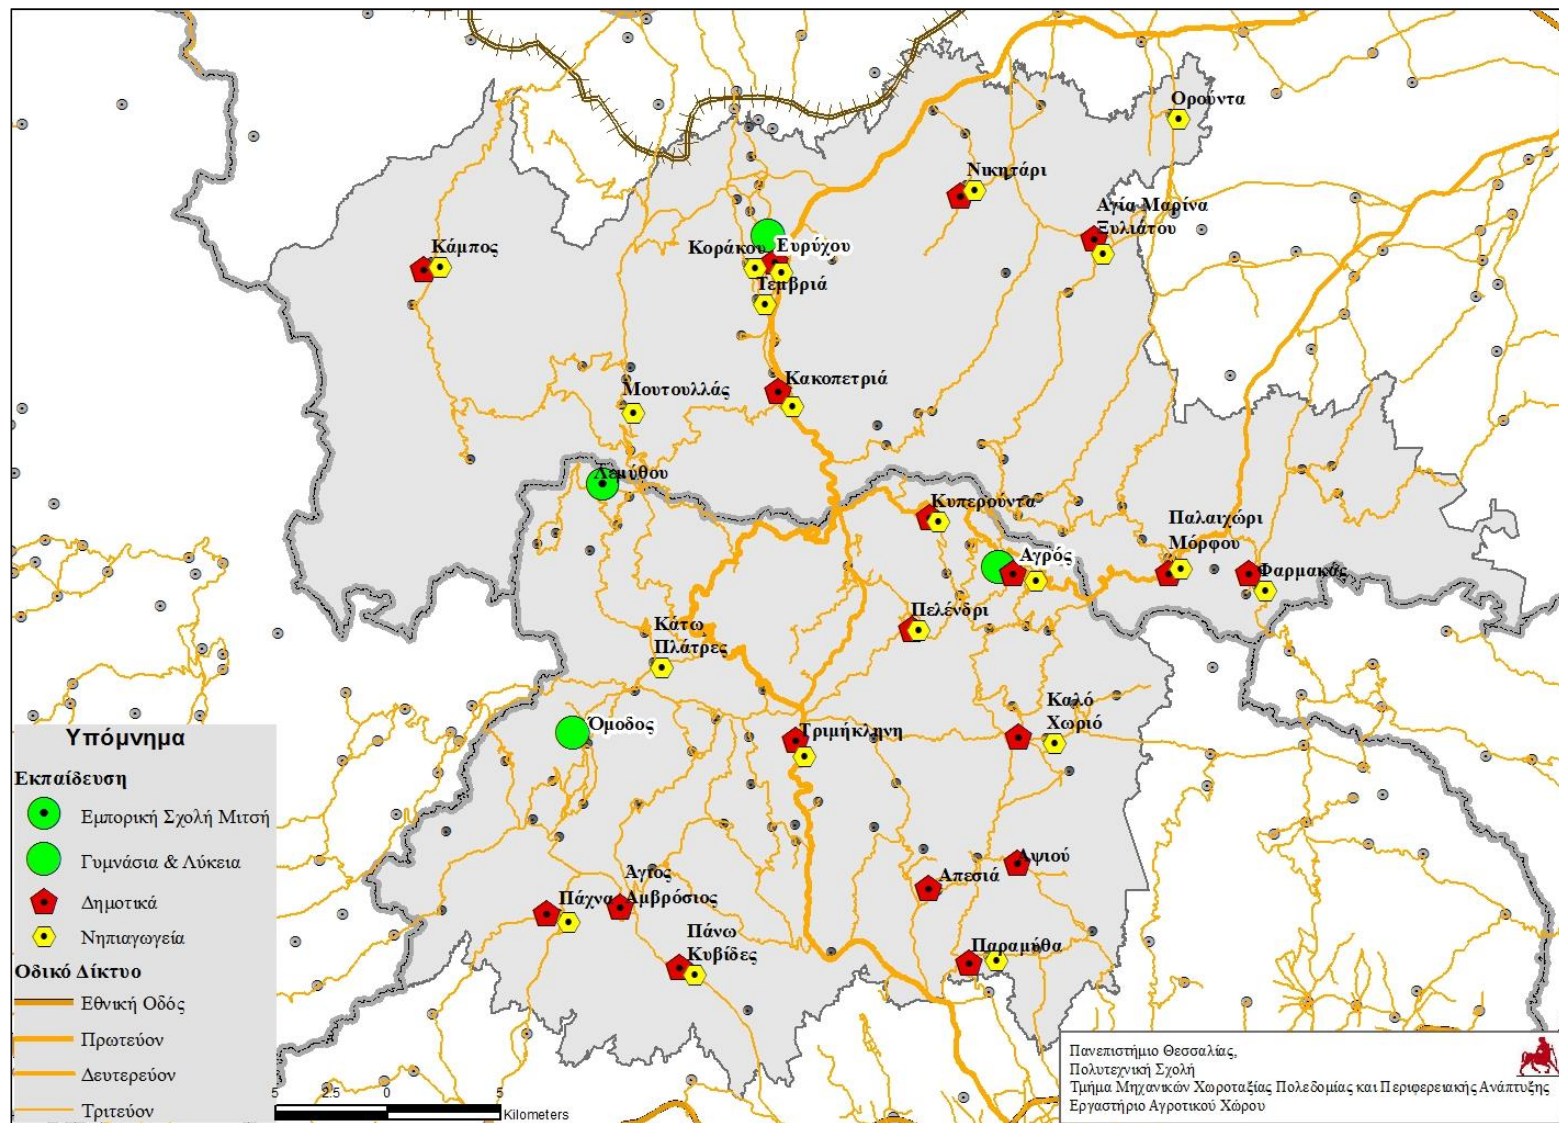 Ορούντα
Νικητάρι
Αγία Μαρίνα
Ξυλιάτου
Κάμπος
Κοράκου
Ευρύχου
Τεμβριά
Κακοπετριά
Μουτουλλάς
Λεμύθου
Κυπερούντα
Παλαιχώρι
Μόρφου
Αγρός
Φαρμακάς
Πελένδρι
Κάτω
Πλάτρες
Καλό
Χωριό
Όμοδος
Τριμήκληνη
Άγιος
Αμβρόσιος
Πάχνα
Πάνω
Κυβίδες
Απεσιά
Αψιού
Παραμύθα
Υπόμνημα
Εκπαίδευση
Εμπορική Σχολή Μιτσή
Γυμνάσια & Λύκεια
Δημοτικά
Νηπιαγωγεία
Οδικό Δίκτυο
Εθνική Οδός
Πρωτεύον
Δευτερεύον
Τριτεύον
5 2.5 0 5
Kilometers
Πανεπιστήμιο Θεσσαλίας,
Πολυτεχνική Σχολή
Τμήμα Μηχανικών Χωροταξίας Πολεδομίας και Περιφερειακής Ανάπτυξης
Εργαστήριο Αγροτικού Χώρου